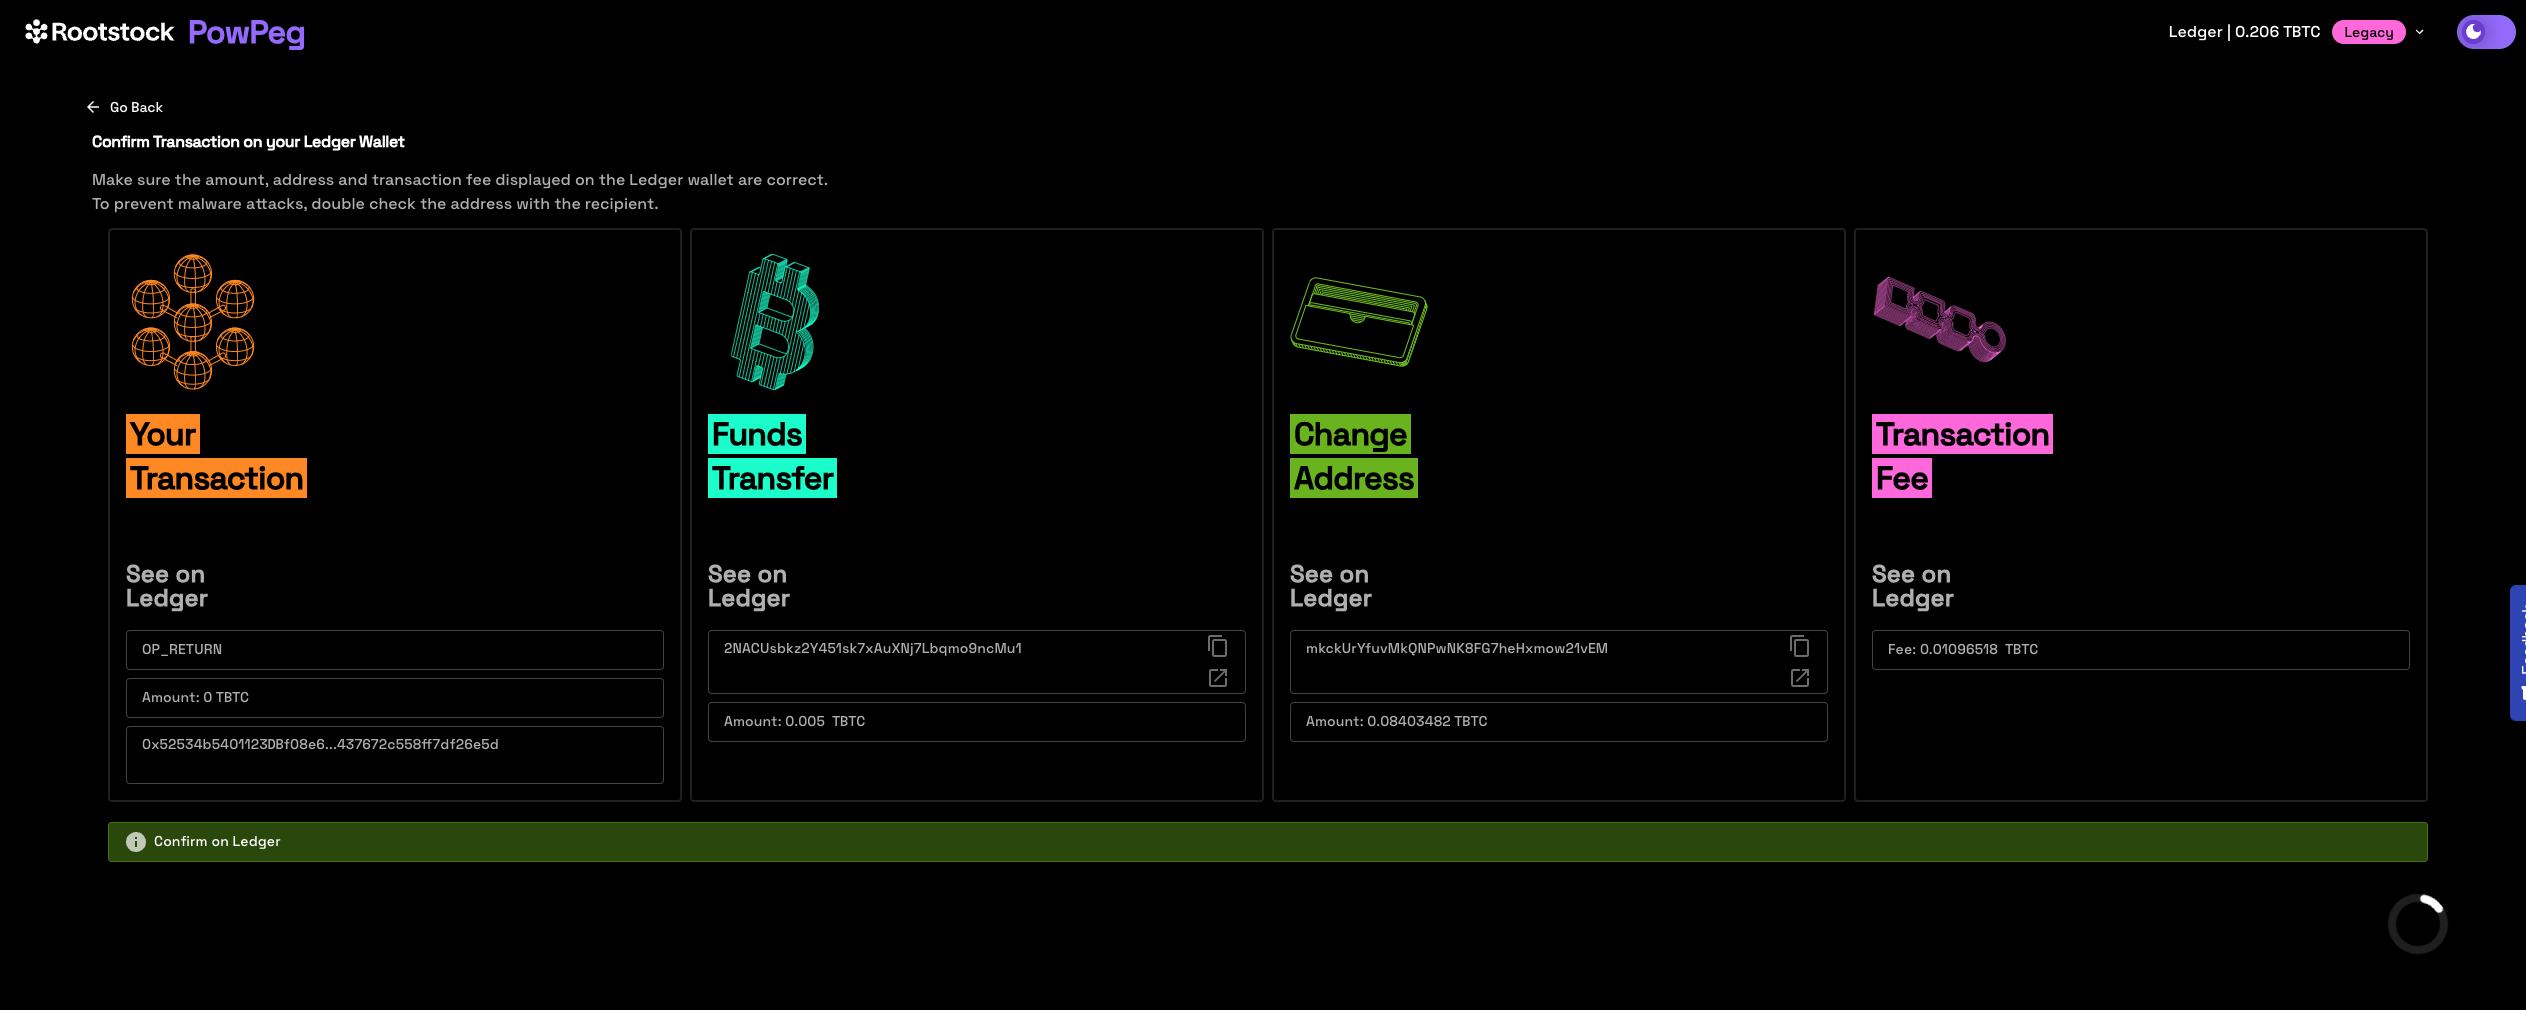 Rootstock PowPeg
Ledger | 0.206 TBTC Legacy
Go Back
Confirm Transaction on your Ledger Wallet
Make sure the amount, address and transaction fee displayed on the Ledger wallet are correct.
To prevent malware attacks, double check the address with the recipient.
Your
Transaction
See on
Ledger
OP_RETURN
Amount: 0 TBTC
0x52534b5401123DBf08e6...437672c558ff7df26e5d
Funds
Transfer
See on
Ledger
2NACUsbkz2Y451sk7xAuXNj7Lbqmo9ncMu1
Amount: 0.005 TBTC
Change
Address
See on
Ledger
mkckUrYfuvMkQNPwNK8FG7heHxmow21vEM
Amount: 0.08403482 TBTC
Transaction
Fee
See on
Ledger
Fee: 0.01096518 TBTC
Confirm on Ledger